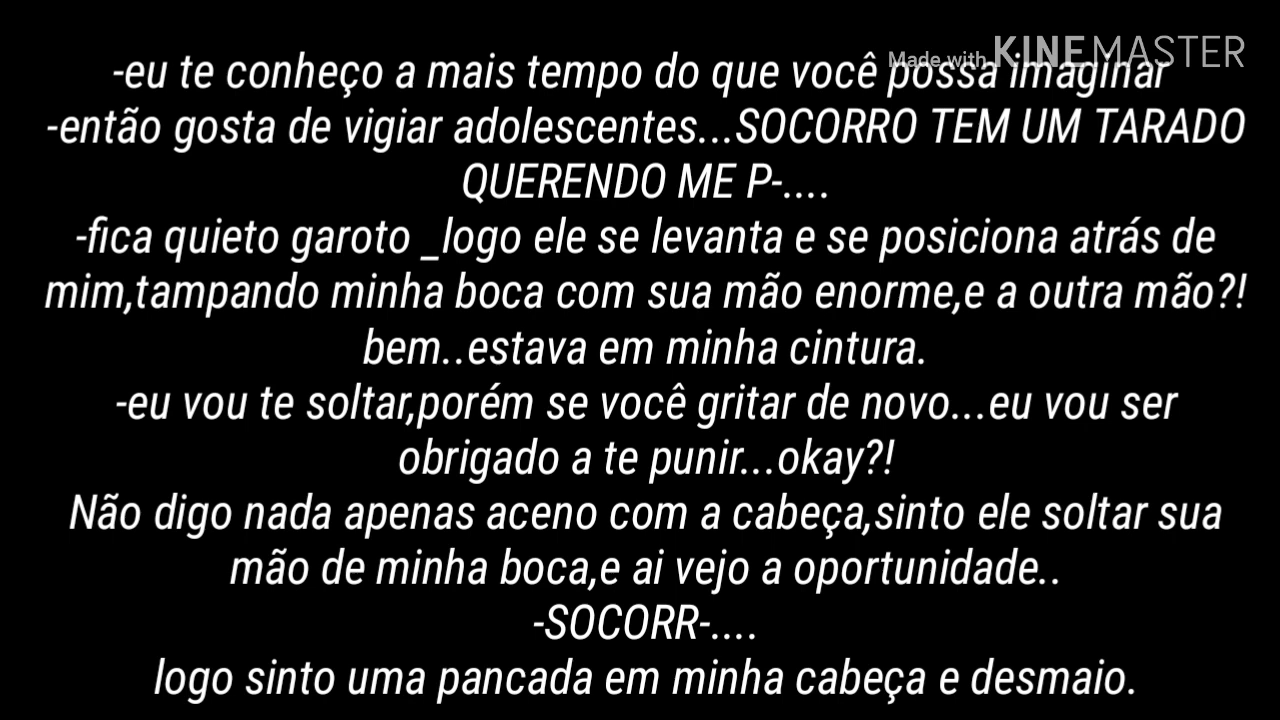 Made with KINEMASTER
-eu te conheço a mais tempo do que você possa imaginar
-então gosta de vigiar adolescentes...SOCORRO TEM UM TARADO
QUERENDO ME P-....
-fica quieto garoto _logo ele se levanta e se posiciona atrás de
mim,tampando minha boca com sua mão enorme,e a outra mão?!
bem..estava em minha cintura.
-eu vou te soltar,porém se você gritar de novo...eu vou ser
obrigado a te punir...okay?!
Não digo nada apenas aceno com a cabeça,sinto ele soltar sua
mão de minha boca,e ai vejo a oportunidade..
-SOCORR-....
logo sinto uma pancada em minha cabeça e desmaio.